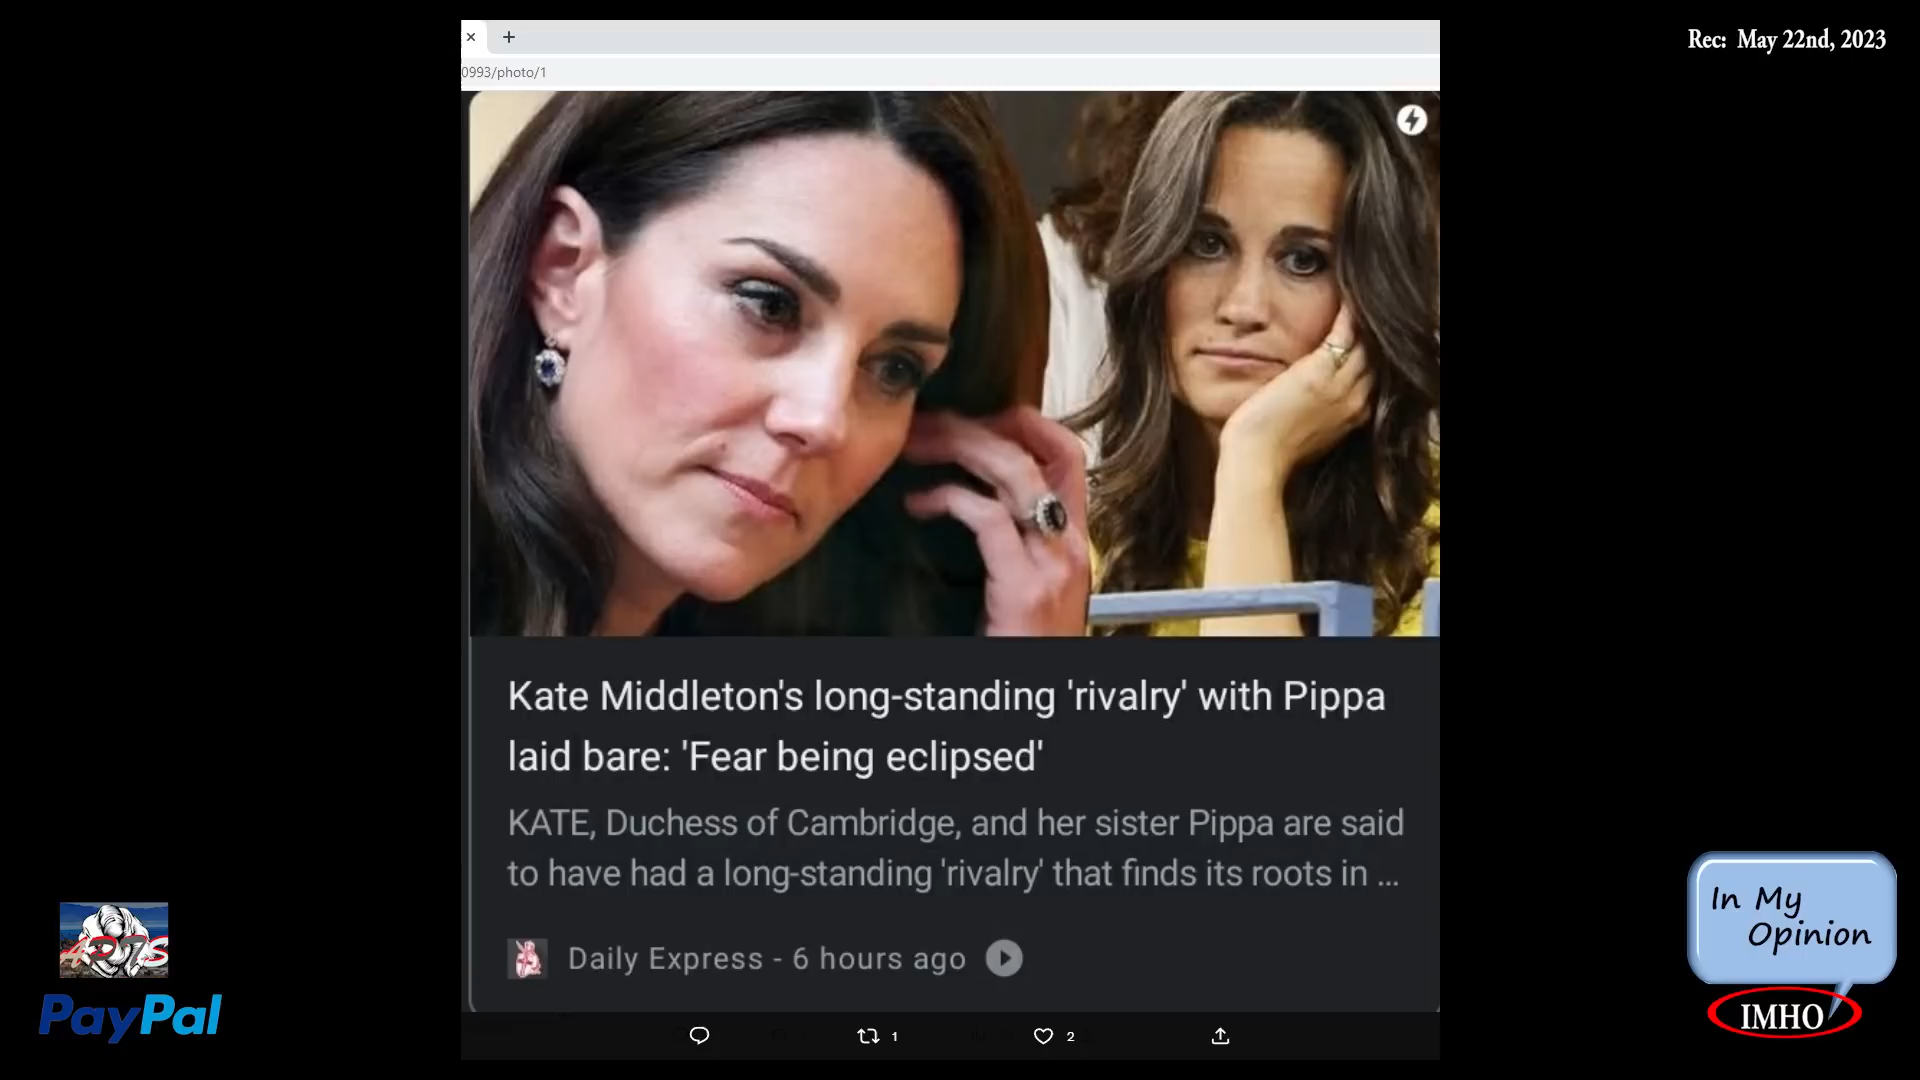 Rec: May 22nd, 2023
0993/photo/1
Kate Middleton's long-standing 'rivalry' with Pippa
laid bare: 'Fear being eclipsed'
KATE, Duchess of Cambridge, and her sister Pippa are said
to have had a long-standing 'rivalry' that finds its roots in ...
Daily Express - 6 hours ago
1
2
PayPal
In My
Opinion
IMHO